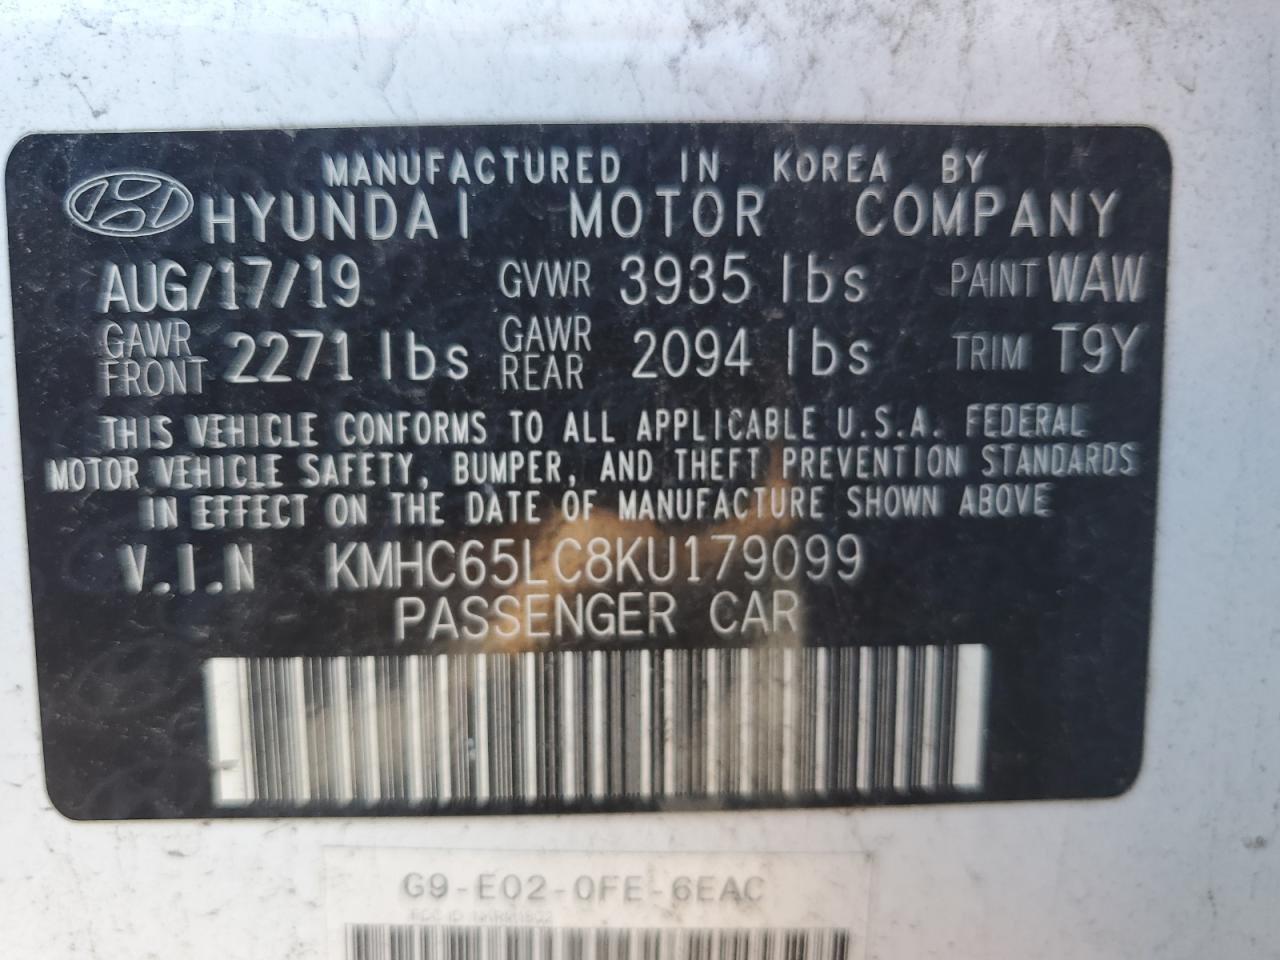 MANUFACTURED IN KOREA BY
HYUNDAI MOTOR COMPANY
AUG/17/19 GVWR 3935 lbs PAINT WAW
GAWR FRONT 2271 lbs GAWR REAR 2094 lbs TRIM T9Y
THIS VEHICLE CONFORMS TO ALL APPLICABLE U.S.A. FEDERAL
MOTOR VEHICLE SAFETY, BUMPER, AND THEFT PREVENTION STANDARDS
IN EFFECT ON THE DATE OF MANUFACTURE SHOWN ABOVE
V.I.N KMHC65LC8KU179099
PASSENGER CAR
G9-E02-0FE-6EAC
FCC ID: